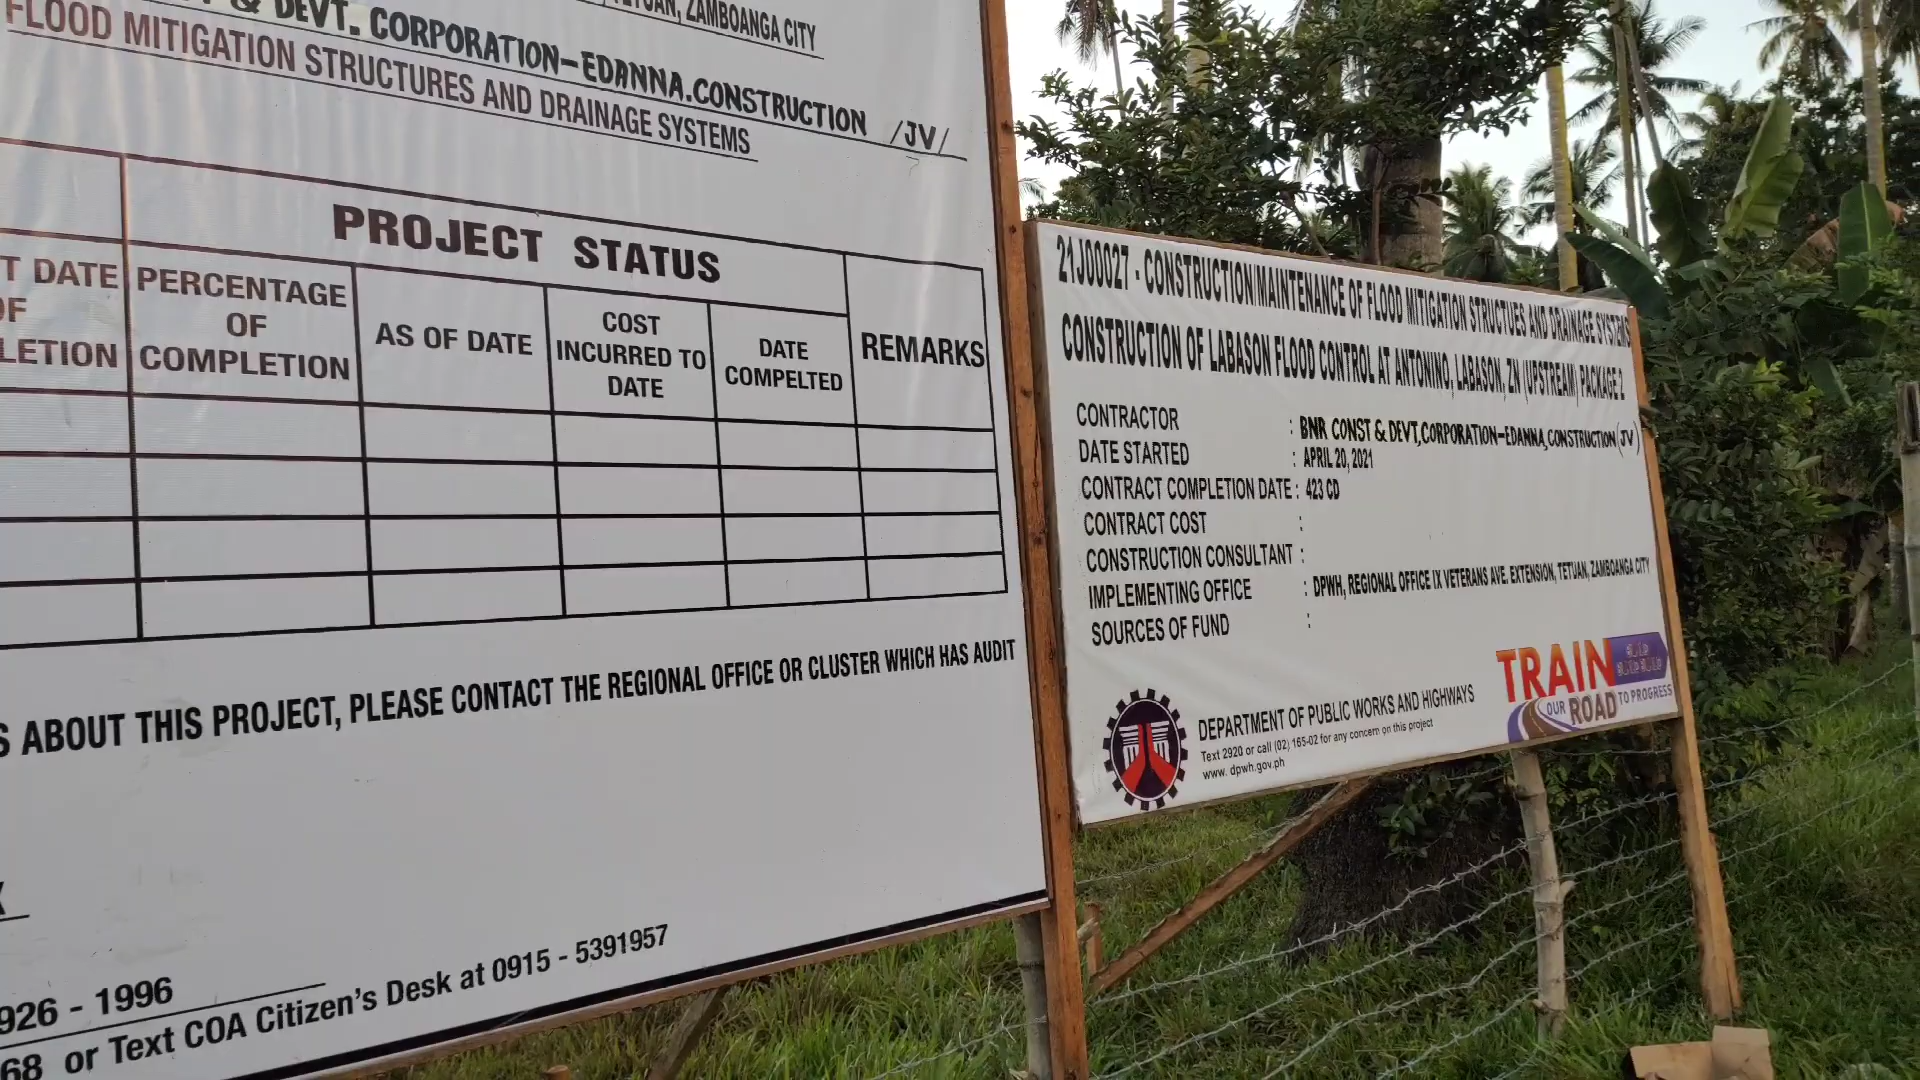 TETUAN, ZAMBOANGA CITY
& DEVT. CORPORATION-EDANNA.CONSTRUCTION /JV/
FLOOD MITIGATION STRUCTURES AND DRAINAGE SYSTEMS
PROJECT STATUS
T DATE
OF
LETION
PERCENTAGE
OF
COMPLETION
AS OF DATE
COST
INCURRED TO
DATE
DATE
COMPELTED
REMARKS
S ABOUT THIS PROJECT, PLEASE CONTACT THE REGIONAL OFFICE OR CLUSTER WHICH HAS AUDIT
926 - 1996
68 or Text COA Citizen's Desk at 0915 - 5391957
21J00027 - CONSTRUCTION/MAINTENANCE OF FLOOD MITIGATION STRUCTUES AND DRAINAGE SYSTEMS
CONSTRUCTION OF LABASON FLOOD CONTROL AT ANTONINO, LABASON, ZN (UPSTREAM) PACKAGE 2
CONTRACTOR : BNR CONST & DEVT,CORPORATION-EDANNA,CONSTRUCTION(JV)
DATE STARTED : APRIL 20, 2021
CONTRACT COMPLETION DATE : 423 CD
CONTRACT COST :
CONSTRUCTION CONSULTANT :
IMPLEMENTING OFFICE : DPWH, REGIONAL OFFICE IX VETERANS AVE. EXTENSION, TETUAN, ZAMBOANGA CITY
SOURCES OF FUND :
DEPARTMENT OF PUBLIC WORKS AND HIGHWAYS
Text 2920 or call (02) 165-02 for any concern on this project
www. dpwh.gov.ph
TRAIN
OUR ROAD TO PROGRESS